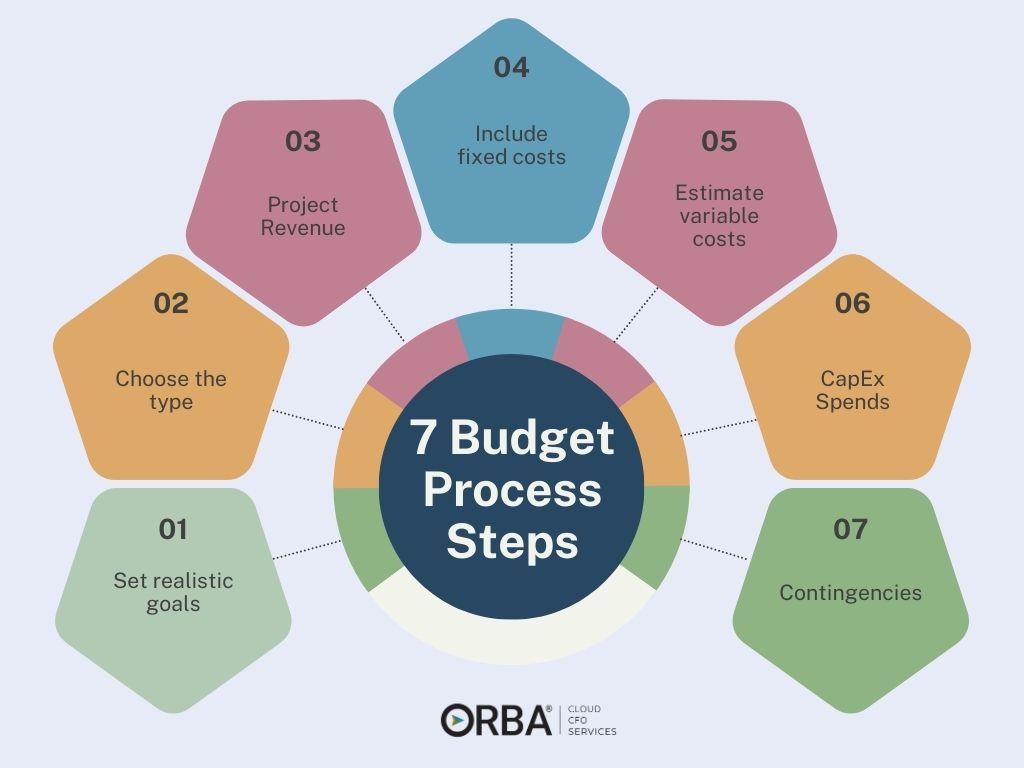 04
Include
fixed costs
03
Project
Revenue
05
Estimate
variable
costs
02
Choose the
type
06
CapEx
Spends
7 Budget
Process
Steps
01
Set realistic
goals
07
Contingencies
ORBA®
CLOUD
CFO
SERVICES